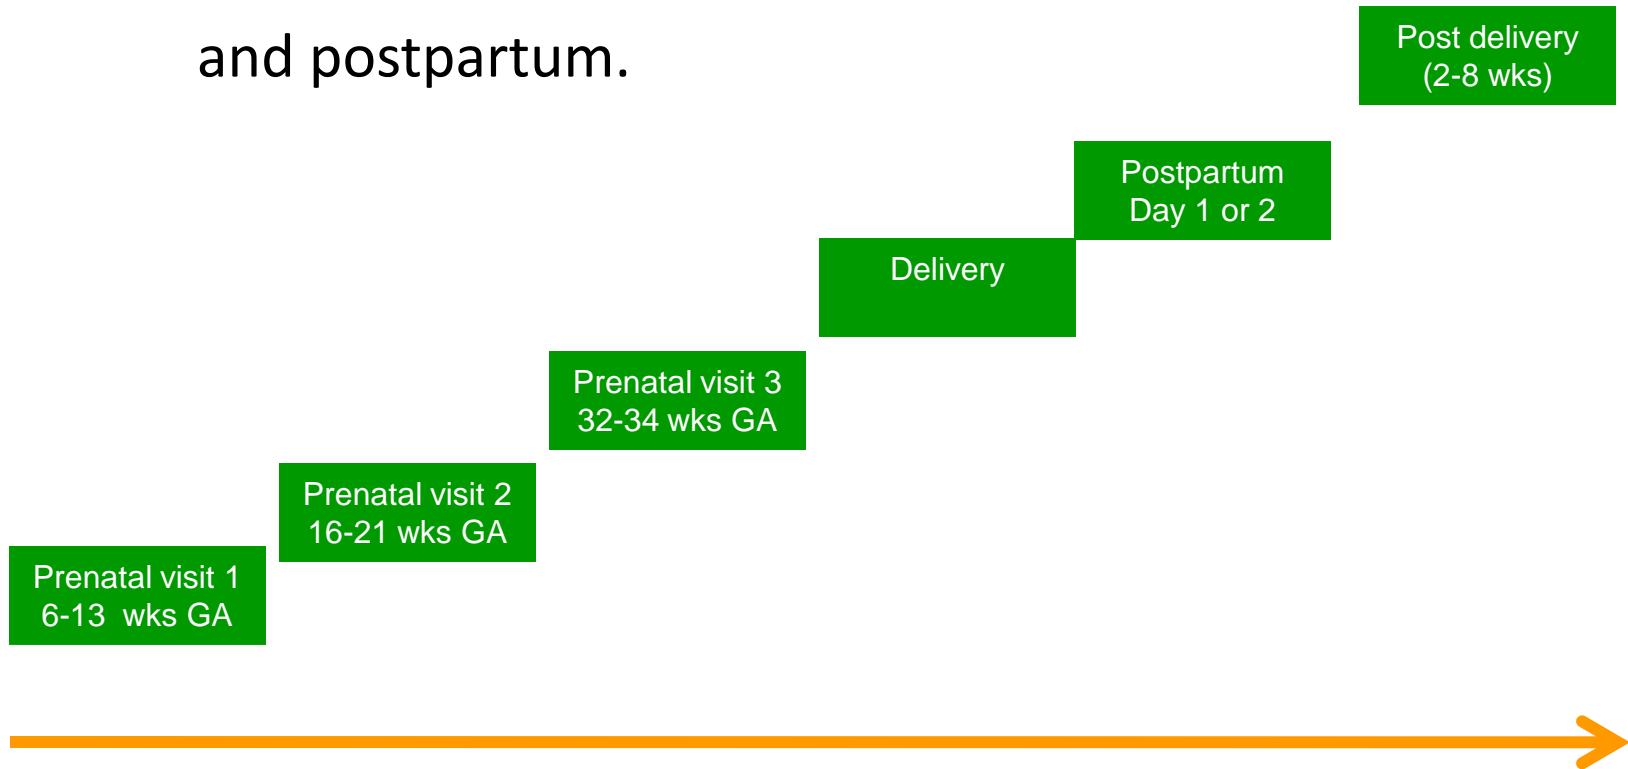 and postpartum.
Post delivery
(2-8 wks)
Postpartum
Day 1 or 2
Delivery
Prenatal visit 3
32-34 wks GA
Prenatal visit 2
16-21 wks GA
Prenatal visit 1
6-13  wks GA